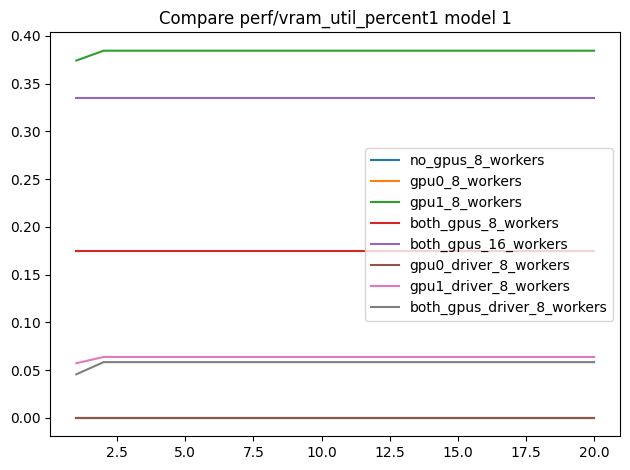 Compare perf/vram_util_percent1 model 1
0.40
0.35
0.30
0.25
0.20
0.15
0.10
0.05
0.00
no_gpus_8_workers
gpu0_8_workers
gpu1_8_workers
both_gpus_8_workers
both_gpus_16_workers
gpu0_driver_8_workers
gpu1_driver_8_workers
both_gpus_driver_8_workers
2.5 5.0 7.5 10.0 12.5 15.0 17.5 20.0